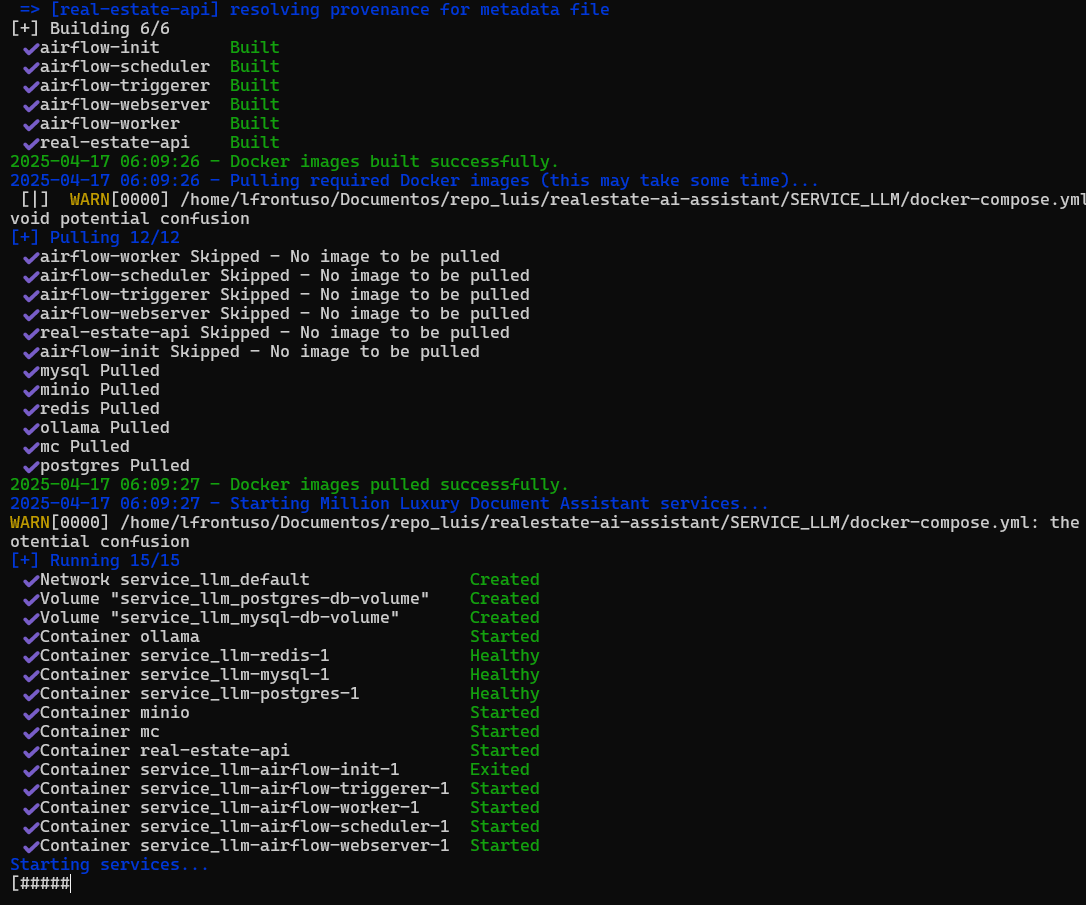 => [real-estate-api] resolving provenance for metadata file
[+] Building 6/6
✔airflow-init Built
✔airflow-scheduler Built
✔airflow-triggerer Built
✔airflow-webserver Built
✔airflow-worker Built
✔real-estate-api Built
2025-04-17 06:09:26 - Docker images built successfully.
2025-04-17 06:09:26 - Pulling required Docker images (this may take some time)...
[|] WARN[0000] /home/lfrontuso/Documentos/repo_luis/realestate-ai-assistant/SERVICE_LLM/docker-compose.yml
void potential confusion
[+] Pulling 12/12
✔airflow-worker Skipped - No image to be pulled
✔airflow-scheduler Skipped - No image to be pulled
✔airflow-triggerer Skipped - No image to be pulled
✔airflow-webserver Skipped - No image to be pulled
✔real-estate-api Skipped - No image to be pulled
✔airflow-init Skipped - No image to be pulled
✔mysql Pulled
✔minio Pulled
✔redis Pulled
✔ollama Pulled
✔mc Pulled
✔postgres Pulled
2025-04-17 06:09:27 - Docker images pulled successfully.
2025-04-17 06:09:27 - Starting Million Luxury Document Assistant services...
WARN[0000] /home/lfrontuso/Documentos/repo_luis/realestate-ai-assistant/SERVICE_LLM/docker-compose.yml: the
otential confusion
[+] Running 15/15
✔Network service_llm_default Created
✔Volume "service_llm_postgres-db-volume" Created
✔Volume "service_llm_mysql-db-volume" Created
✔Container ollama Started
✔Container service_llm-redis-1 Healthy
✔Container service_llm-mysql-1 Healthy
✔Container service_llm-postgres-1 Healthy
✔Container minio Started
✔Container mc Started
✔Container real-estate-api Started
✔Container service_llm-airflow-init-1 Exited
✔Container service_llm-airflow-triggerer-1 Started
✔Container service_llm-airflow-worker-1 Started
✔Container service_llm-airflow-scheduler-1 Started
✔Container service_llm-airflow-webserver-1 Started
Starting services...
[#####